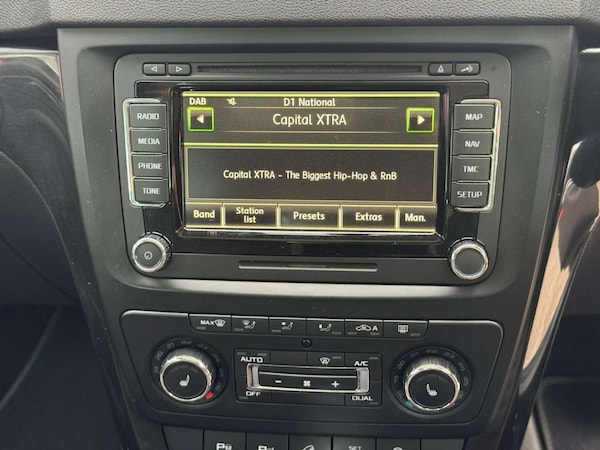 DAB D1 National
Capital XTRA
Capital XTRA - The Biggest Hip-Hop & RnB
Band Station list Presets Extras Man.
RADIO
MEDIA
PHONE
TONE
MAP
NAV
TMC
SETUP
MAX
A
AUTO A/C
- +
OFF DUAL
P P SET